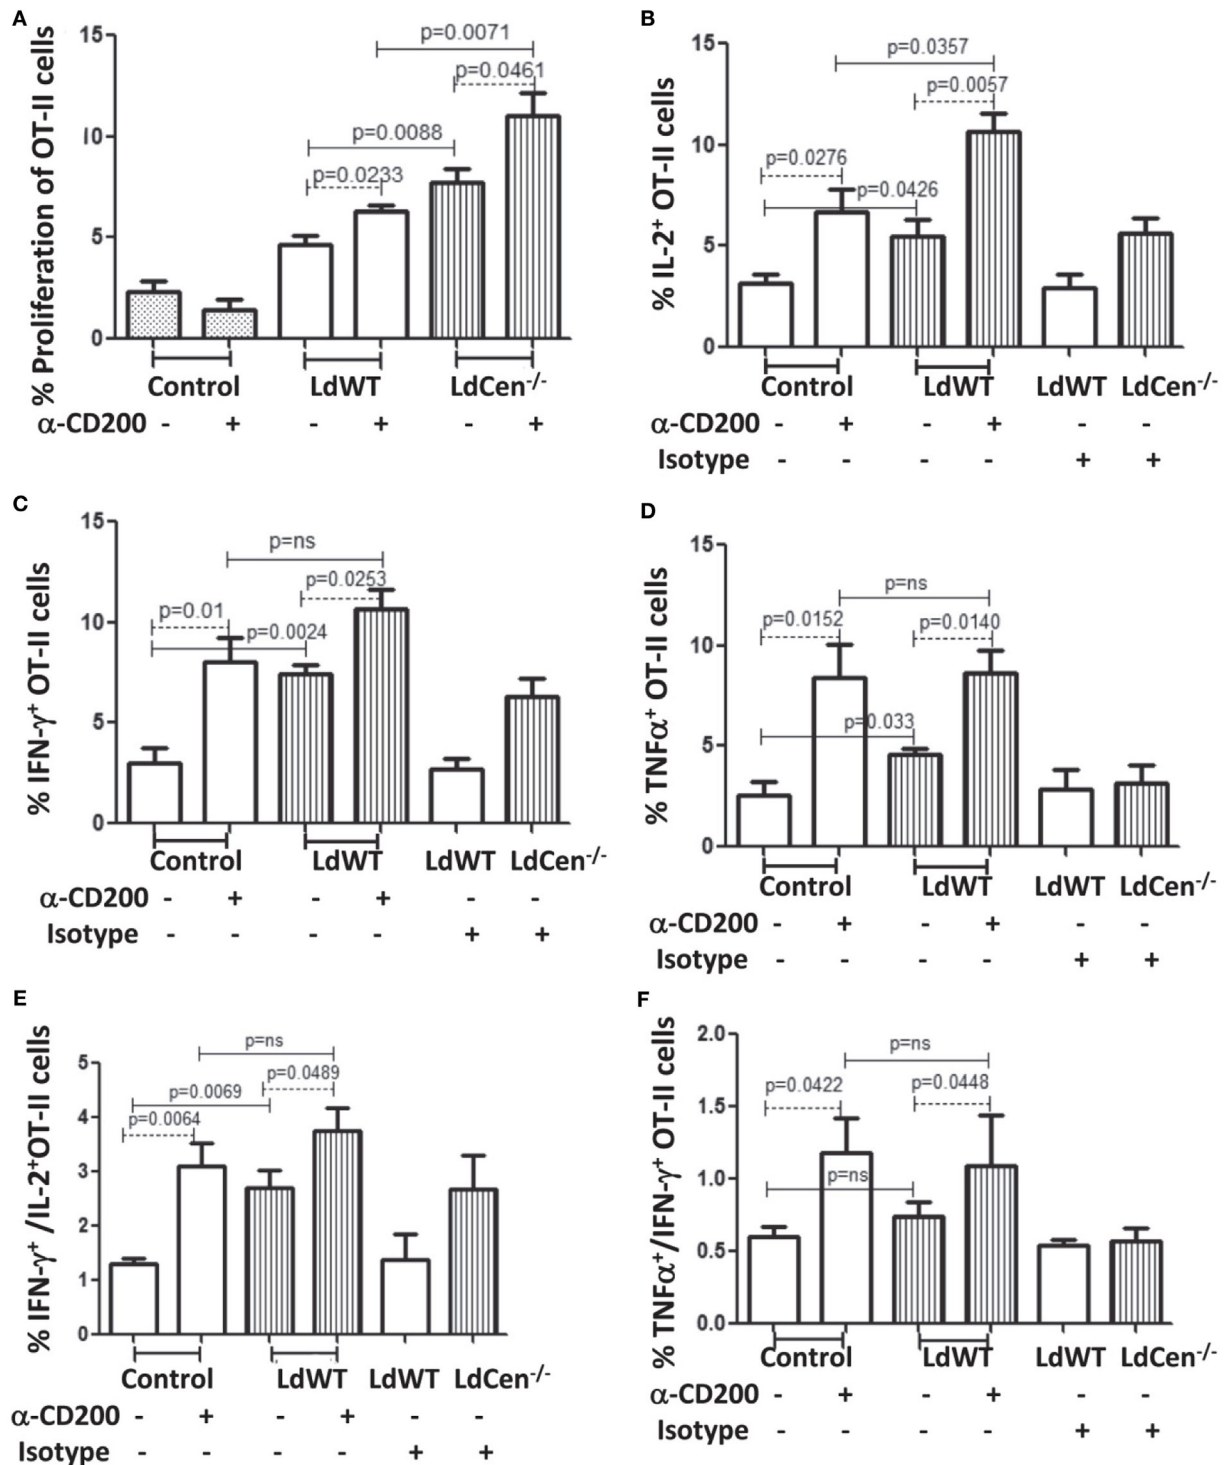 A
% Proliferation of OT-II cells
15
10
5
0
p=0.0071
p=0.0461
p=0.0088
p=0.0233
Control LdWT LdCen-/-
α-CD200 - + - + - +
B
% IL-2+ OT-II cells
15
10
5
0
p=0.0357
p=0.0057
p=0.0276
p=0.0426
Control LdWT LdWT LdCen-/-
α-CD200 - + - + - -
Isotype - - - - + +
C
% IFN-γ+ OT-II cells
15
10
5
0
p=ns
p=0.0253
p=0.01
p=0.0024
Control LdWT LdWT LdCen-/-
α-CD200 - + - + - -
Isotype - - - - + +
D
% TNFα+ OT-II cells
15
10
5
0
p=ns
p=0.0152
p=0.0140
p=0.033
Control LdWT LdWT LdCen-/-
α-CD200 - + - + - -
Isotype - - - - + +
E
% IFN-γ+ /IL-2+OT-II cells
5
4
3
2
1
0
p=ns
p=0.0489
p=0.0069
p=0.0064
Control LdWT LdWT LdCen-/-
α-CD200 - + - + - -
Isotype - - - - + +
F
% TNFα+/IFN-γ+ OT-II cells
2.0
1.5
1.0
0.5
0.0
p=ns
p=0.0422
p=0.0448
p=ns
Control LdWT LdWT LdCen-/-
α-CD200 - + - + - -
Isotype - - - - + +